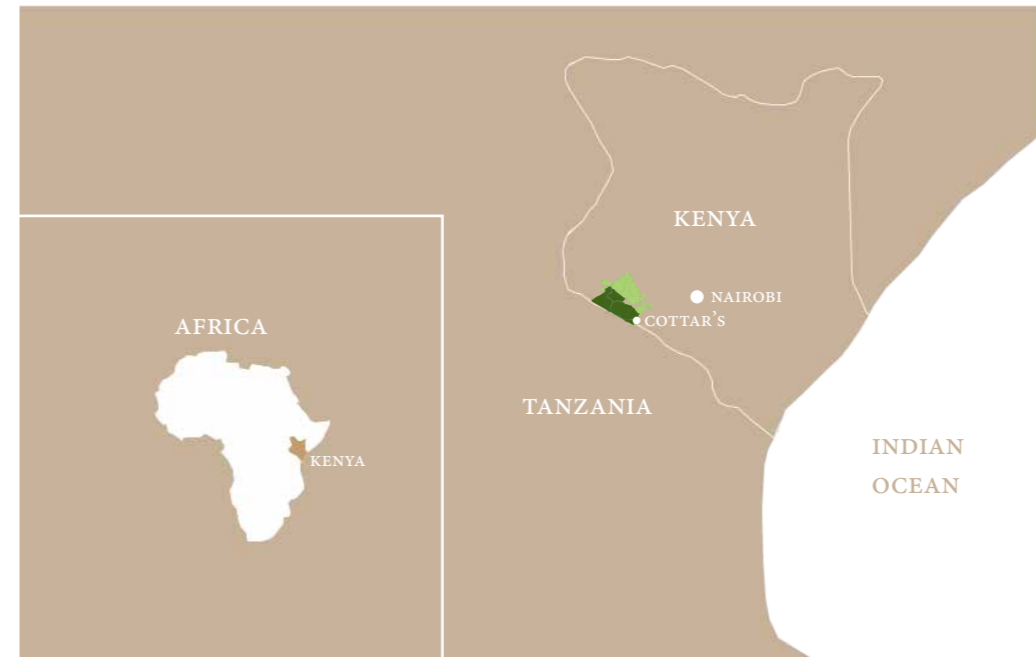 KENYA
NAIROBI
COTTAR'S
AFRICA
TANZANIA
KENYA
INDIAN
OCEAN